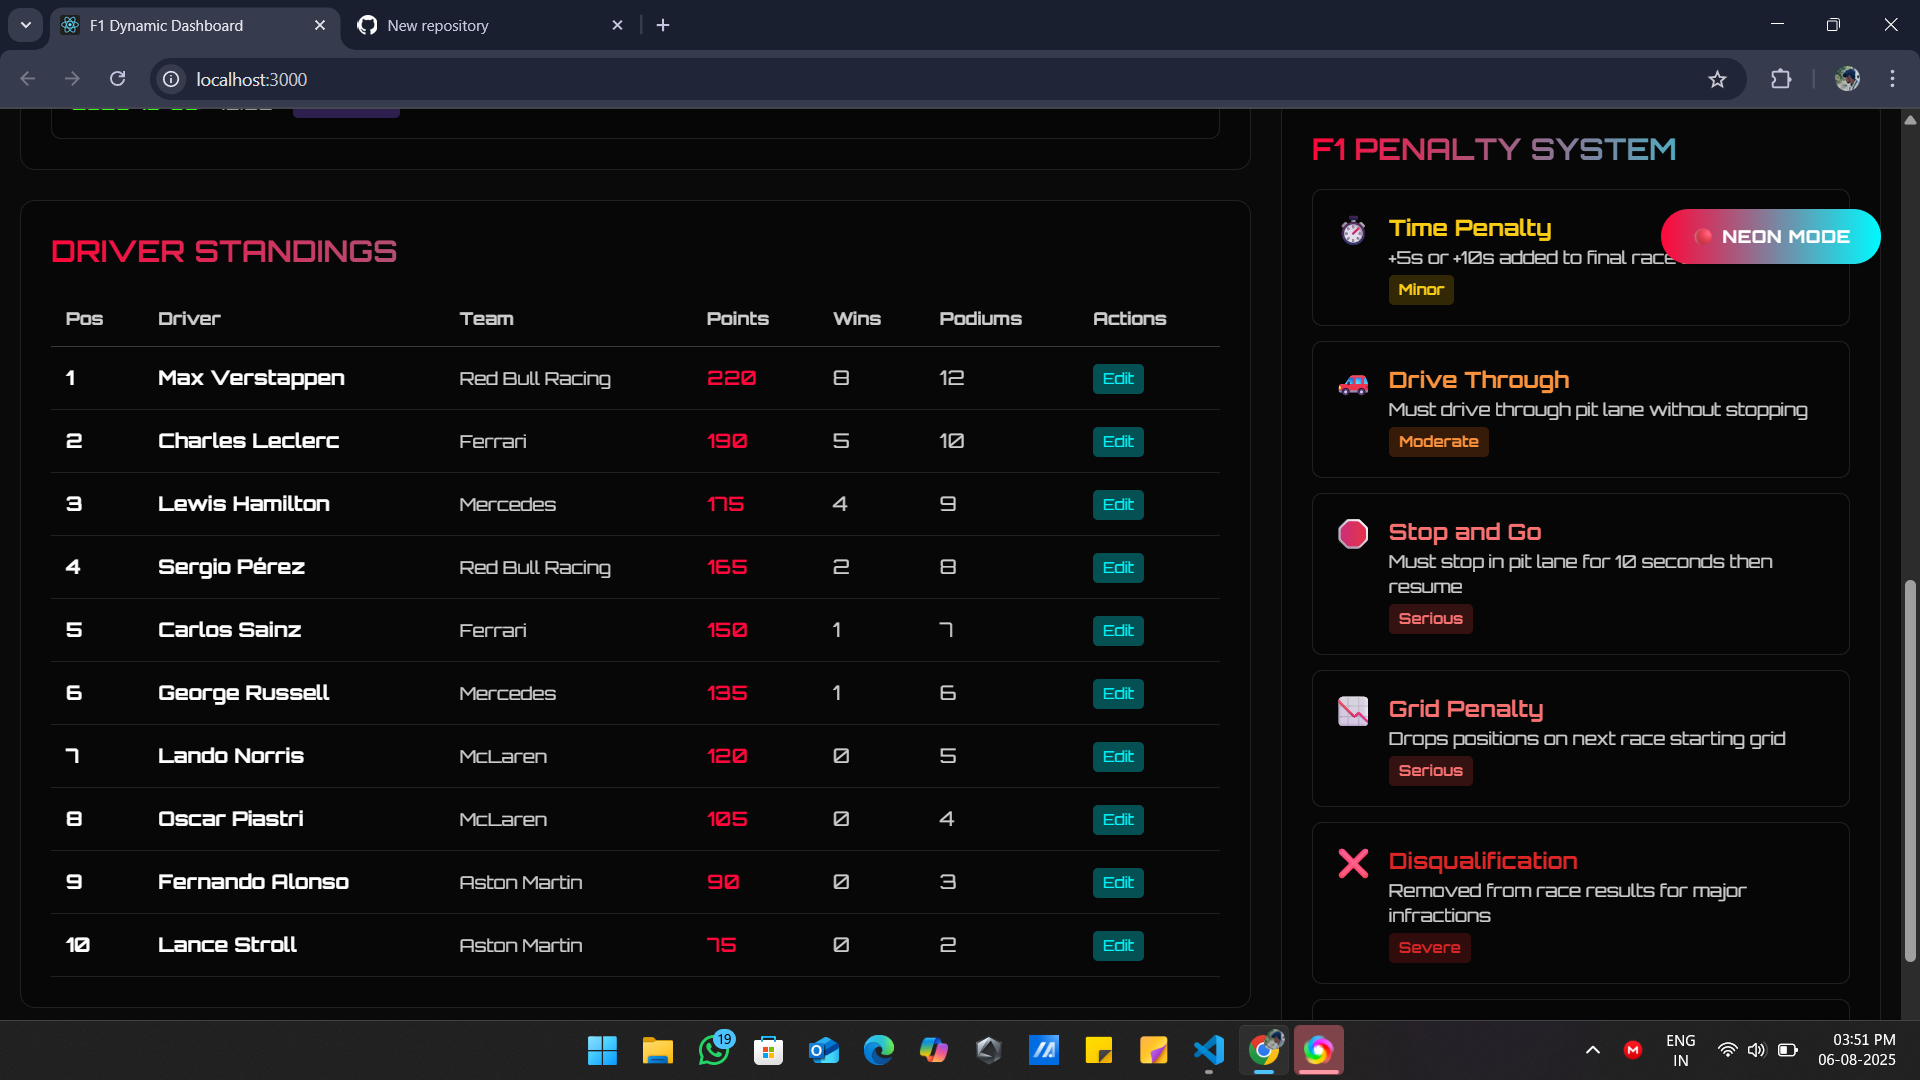 F1 Dynamic Dashboard
New repository
localhost:3000
DRIVER STANDINGS
Pos Driver Team Points Wins Podiums Actions
1 Max Verstappen Red Bull Racing 220 8 12 Edit
2 Charles Leclerc Ferrari 190 5 10 Edit
3 Lewis Hamilton Mercedes 175 4 9 Edit
4 Sergio Pérez Red Bull Racing 165 2 8 Edit
5 Carlos Sainz Ferrari 150 1 7 Edit
6 George Russell Mercedes 135 1 6 Edit
7 Lando Norris McLaren 120 0 5 Edit
8 Oscar Piastri McLaren 105 0 4 Edit
9 Fernando Alonso Aston Martin 90 0 3 Edit
10 Lance Stroll Aston Martin 75 0 2 Edit
F1 PENALTY SYSTEM
Time Penalty
NEON MODE
+5s or +10s added to final race
Minor
Drive Through
Must drive through pit lane without stopping
Moderate
Stop and Go
Must stop in pit lane for 10 seconds then
resume
Serious
Grid Penalty
Drops positions on next race starting grid
Serious
Disqualification
Removed from race results for major
infractions
Severe
19
M
ENG
IN
03:51 PM
06-08-2025